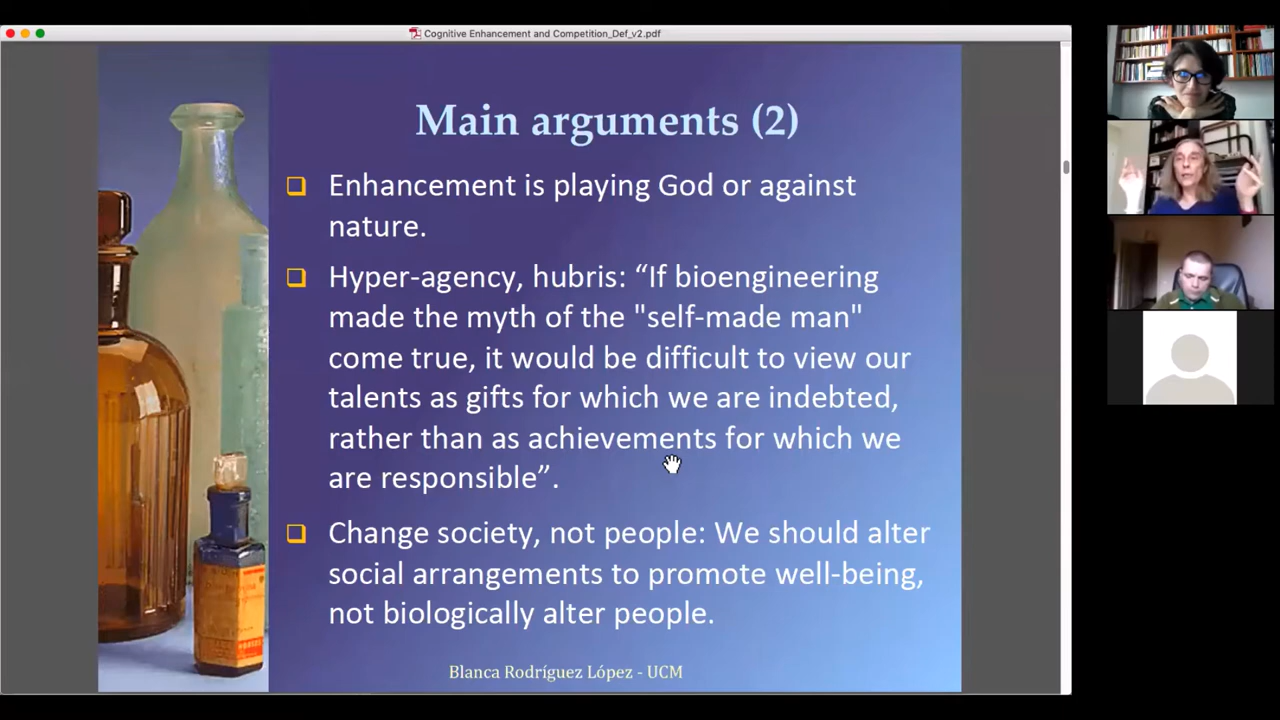 Cognitive Enhancement and Competition_Def_v2.pdf
Main arguments (2)
Enhancement is playing God or against
nature.
Hyper-agency, hubris: “If bioengineering
made the myth of the "self-made man"
come true, it would be difficult to view our
talents as gifts for which we are indebted,
rather than as achievements for which we
are responsible”.
Change society, not people: We should alter
social arrangements to promote well-being,
not biologically alter people.
Blanca Rodríguez López - UCM